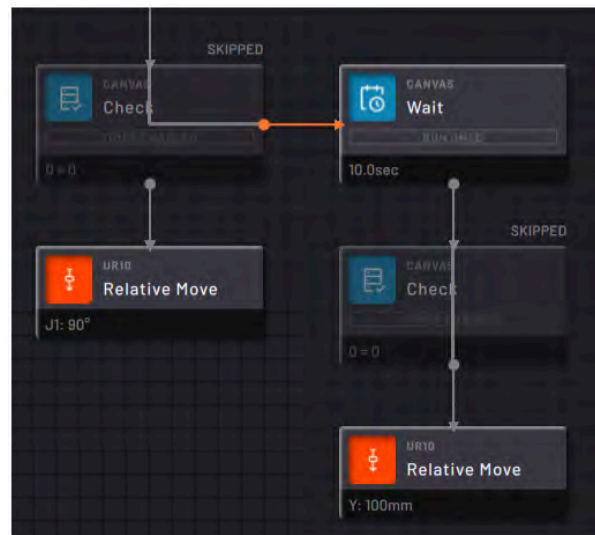 SKIPPED
CANVAS
Check
0 = 0
UR10
Relative Move
J1: 90°
CANVAS
Wait
RUN ONCE
10.0sec
SKIPPED
CANVAS
Check
0 = 0
UR10
Relative Move
Y: 100mm